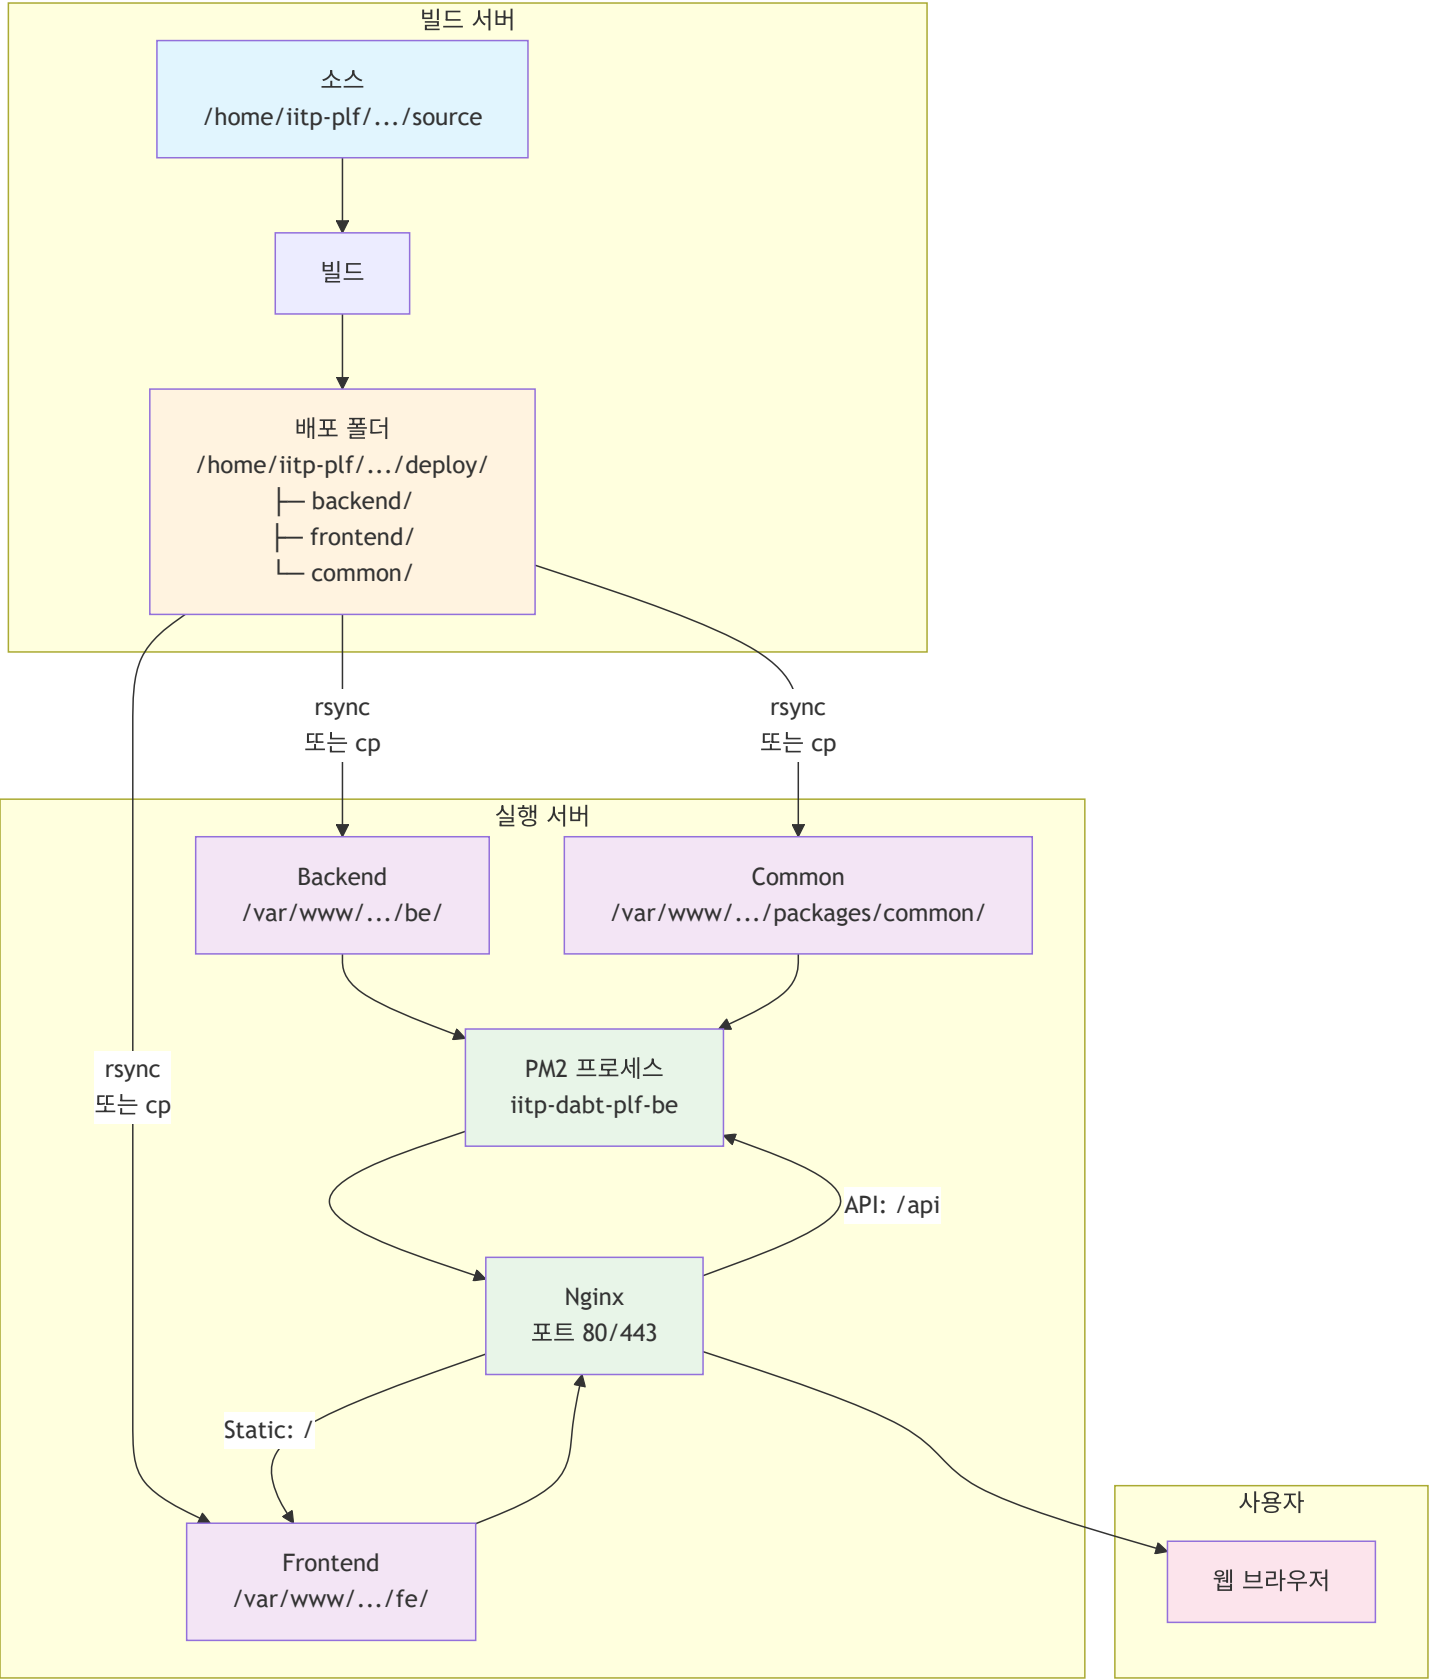 빌드 서버
소스
/home/iitp-plf/.../source
빌드
배포 폴더
/home/iitp-plf/.../deploy/
├─ backend/
├─ frontend/
└─ common/
rsync
또는 cp
rsync
또는 cp
실행 서버
Backend
/var/www/.../be/
Common
/var/www/.../packages/common/
rsync
또는 cp
PM2 프로세스
iitp-dabt-plf-be
API: /api
Nginx
포트 80/443
Static: /
사용자
웹 브라우저
Frontend
/var/www/.../fe/